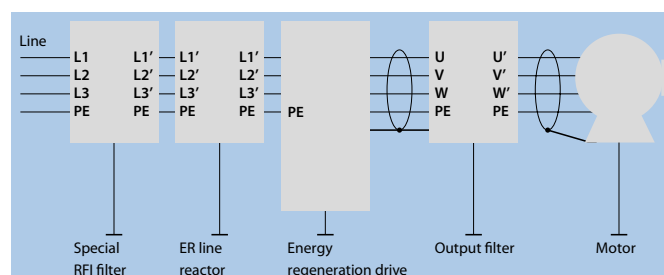 Line
L1 L1’ L1’ L1’ U U’
L2 L2’ L2’ L2’ V V’
L3 L3’ L3’ L3’ W W’
PE PE PE PE PE PE PE
Special
RFI filter
ER line
reactor
Energy
regeneration drive
Output filter
Motor